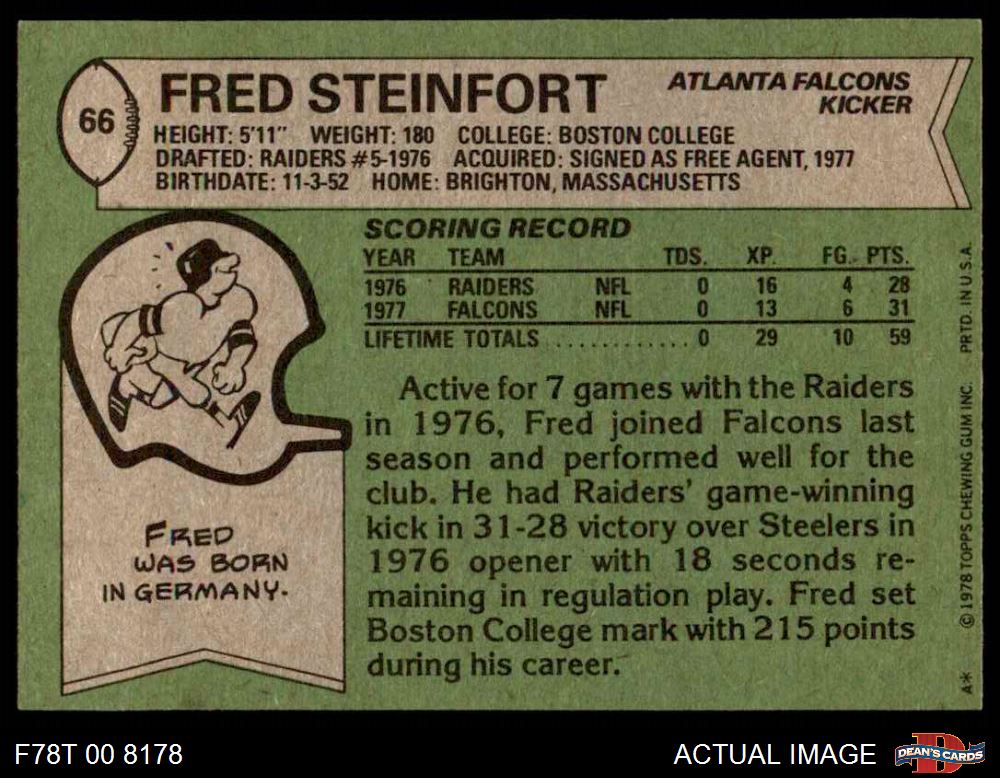 66
FRED STEINFORT
ATLANTA FALCONS
KICKER
HEIGHT: 5'11" WEIGHT: 180 COLLEGE: BOSTON COLLEGE
DRAFTED: RAIDERS #5-1976 ACQUIRED: SIGNED AS FREE AGENT, 1977
BIRTHDATE: 11-3-52 HOME: BRIGHTON, MASSACHUSETTS
SCORING RECORD
YEAR TEAM TDS. XP. FG. PTS.
1976 RAIDERS NFL 0 16 4 28
1977 FALCONS NFL 0 13 6 31
LIFETIME TOTALS ............ 0 29 10 59
Active for 7 games with the Raiders
in 1976, Fred joined Falcons last
season and performed well for the
club. He had Raiders' game-winning
kick in 31-28 victory over Steelers in
1976 opener with 18 seconds re-
maining in regulation play. Fred set
Boston College mark with 215 points
during his career.
FRED
WAS BORN
IN GERMANY.
A* © 1978 TOPPS CHEWING GUM INC. PRTD. IN U.S.A.
F78T 00 8178
ACTUAL IMAGE
DEAN'S CARDS